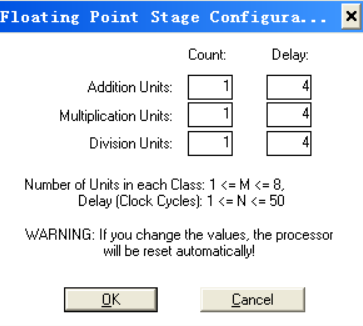 Floating Point Stage Configura...
Count: Delay:
Addition Units: 1 4
Multiplication Units: 1 4
Division Units: 1 4
Number of Units in each Class: 1 <= M <= 8,
Delay (Clock Cycles): 1 <= N <= 50
WARNING: If you change the values, the processor
will be reset automatically!
OK Cancel